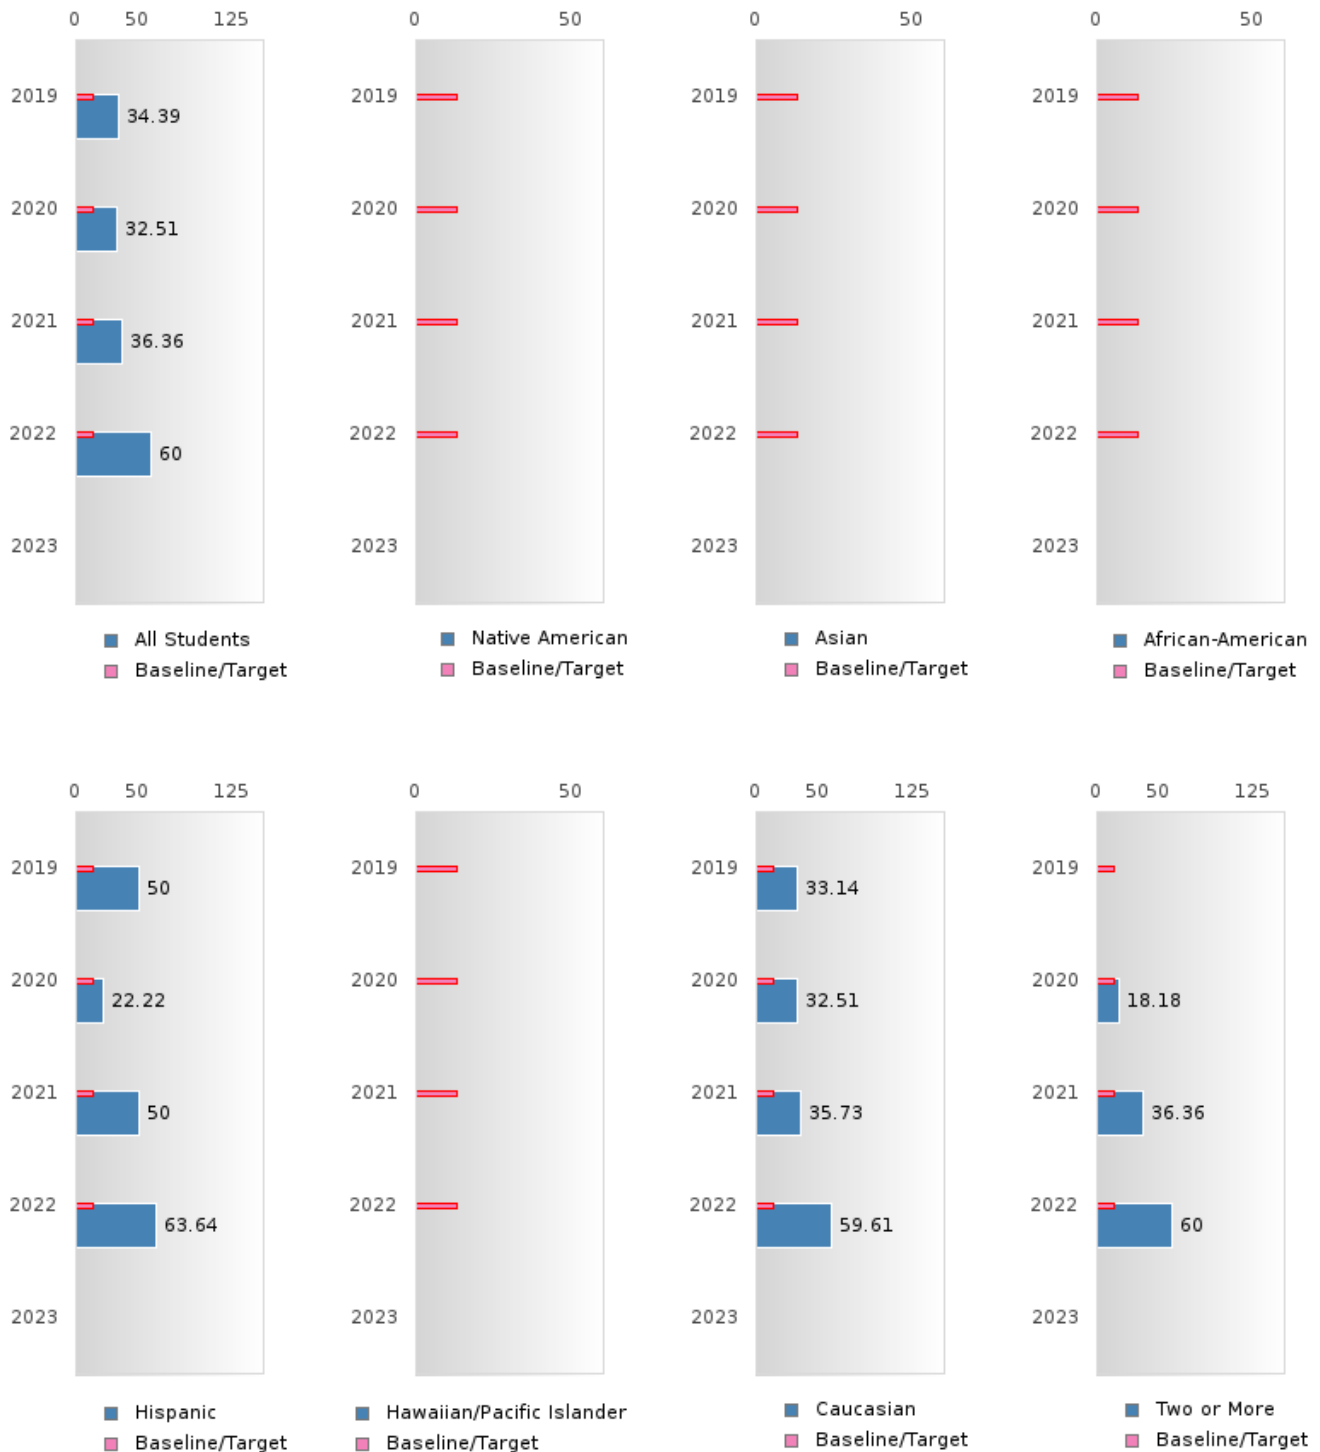 0 50 125 0 50 0 50 0 50
2019 34.39 2019 2019 2019
2020 32.51 2020 2020 2020
2021 36.36 2021 2021 2021
2022 60 2022 2022 2022
2023 2023 2023 2023
All Students Native American Asian African-American
Baseline/Target Baseline/Target Baseline/Target Baseline/Target
0 50 125 0 50 0 50 125 0 50 125
2019 50 2019 2019 33.14 2019
2020 22.22 2020 2020 32.51 2020 18.18
2021 50 2021 2021 35.73 2021 36.36
2022 63.64 2022 2022 59.61 2022 60
2023 2023 2023 2023
Hispanic Hawaiian/Pacific Islander Caucasian Two or More
Baseline/Target Baseline/Target Baseline/Target Baseline/Target